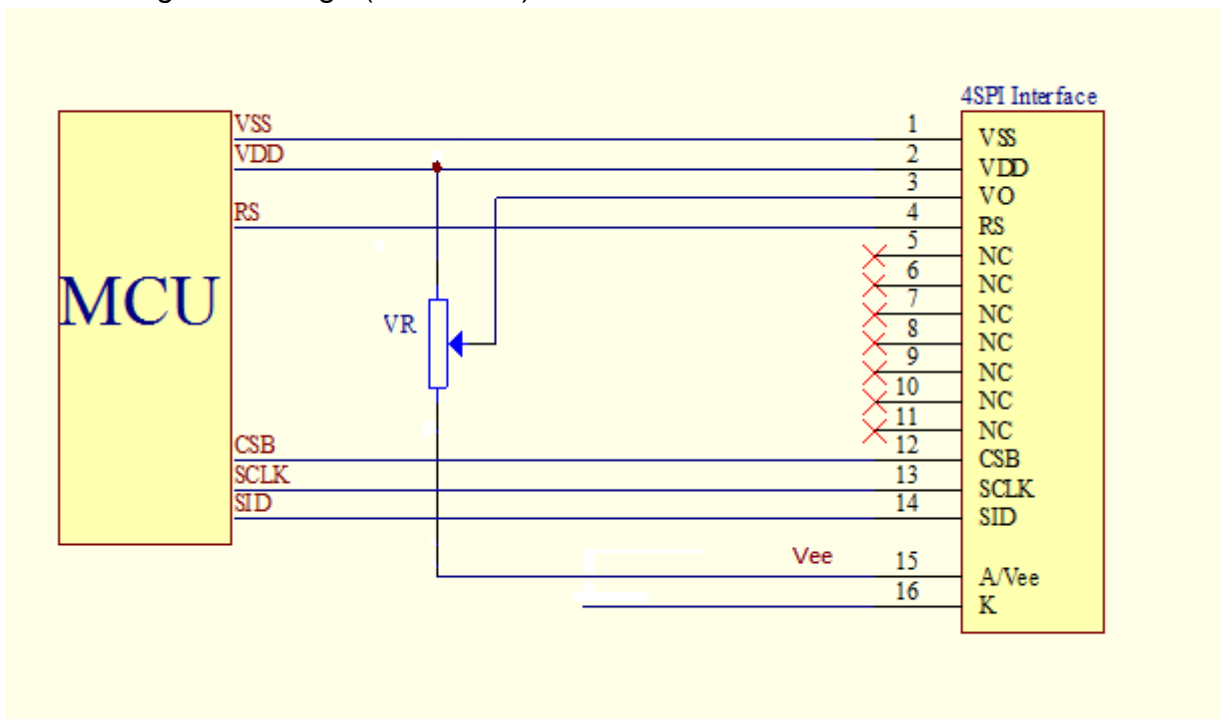 4SPI Interface
VSS 1 VSS
VDD 2 VDD
3 VO
RS 4 RS
5 NC
6 NC
7 NC
VR 8 NC
MCU
9 NC
10 NC
11 NC
CSB 12 CSB
SCLK 13 SCLK
SID 14 SID
Vee 15 A/Vee
16 K